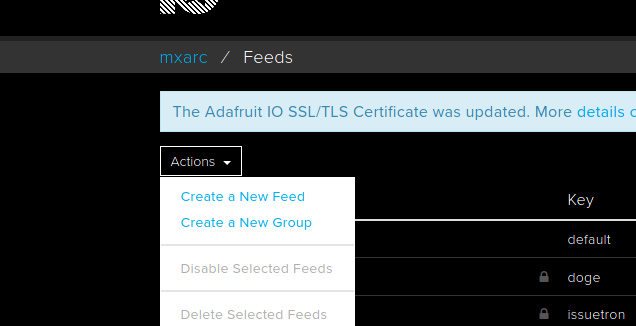 mxarc / Feeds
The Adafruit IO SSL/TLS Certificate was updated. More details
Actions
Create a New Feed
Create a New Group
Disable Selected Feeds
Delete Selected Feeds
Key
default
doge
issuetron